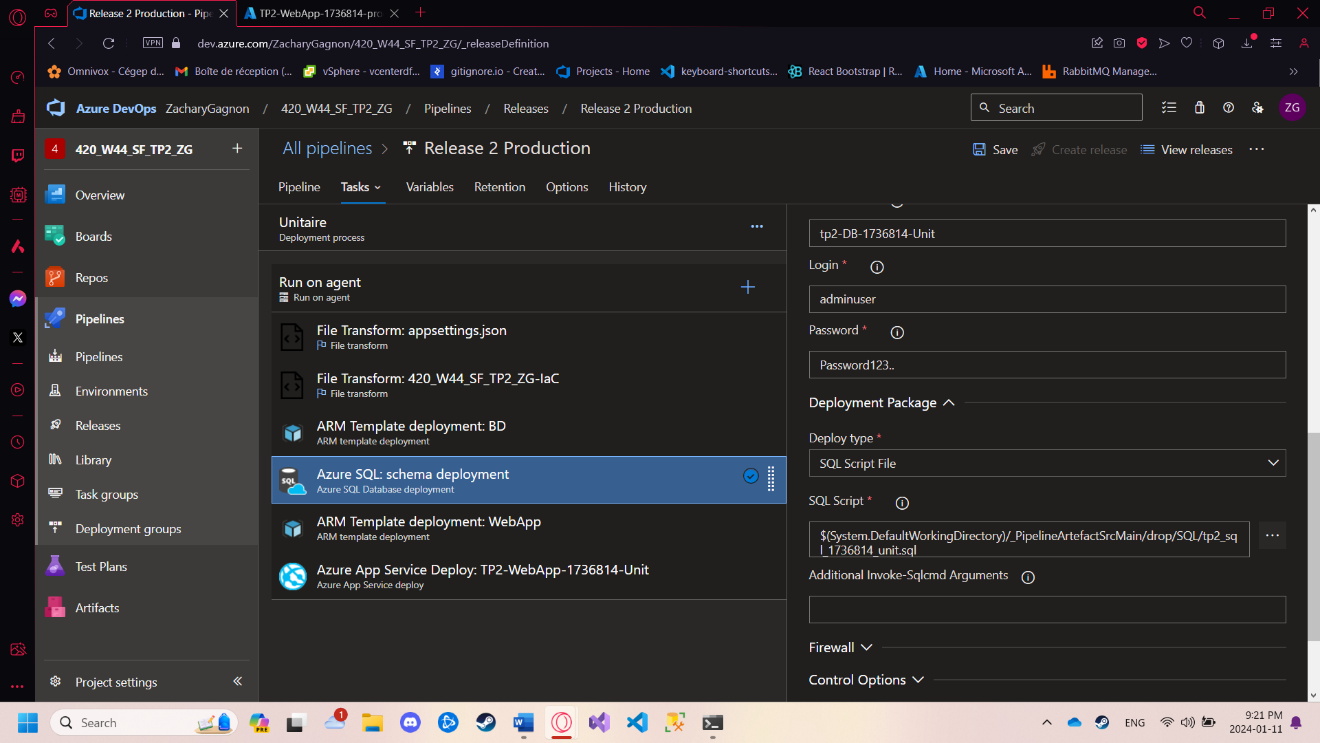 Release 2 Production - Pipe
TP2-WebApp-1736814-pro
VPN
dev.azure.com/ZacharyGagnon/420_W44_SF_TP2_ZG/_releaseDefinition
Omnivox - Cégep d...
Boîte de réception (...
vSphere - vcenterdf...
gitignore.io - Creat...
Projects - Home
keyboard-shortcuts...
React Bootstrap | R...
Home - Microsoft A...
RabbitMQ Manage...
Azure DevOps
ZacharyGagnon / 420_W44_SF_TP2_ZG / Pipelines / Releases / Release 2 Production
Search
ZG
4
420_W44_SF_TP2_ZG
Overview
Boards
Repos
Pipelines
Pipelines
Environments
Releases
Library
Task groups
Deployment groups
Test Plans
Artifacts
Project settings
All pipelines > Release 2 Production
Save
Create release
View releases
Pipeline
Tasks
Variables
Retention
Options
History
Unitaire
Deployment process
Run on agent
Run on agent
File Transform: appsettings.json
File transform
File Transform: 420_W44_SF_TP2_ZG-IaC
File transform
ARM Template deployment: BD
ARM template deployment
Azure SQL: schema deployment
Azure SQL Database deployment
ARM Template deployment: WebApp
ARM template deployment
Azure App Service Deploy: TP2-WebApp-1736814-Unit
Azure App Service deploy
tp2-DB-1736814-Unit
Login *
adminuser
Password *
Password123..
Deployment Package
Deploy type *
SQL Script File
SQL Script *
$(System.DefaultWorkingDirectory)/_PipelineArtefactSrcMain/drop/SQL/tp2_sq
l_1736814_unit.sql
Additional Invoke-Sqlcmd Arguments
Firewall
Control Options
Search
PRE
1
ENG
9:21 PM
2024-01-11